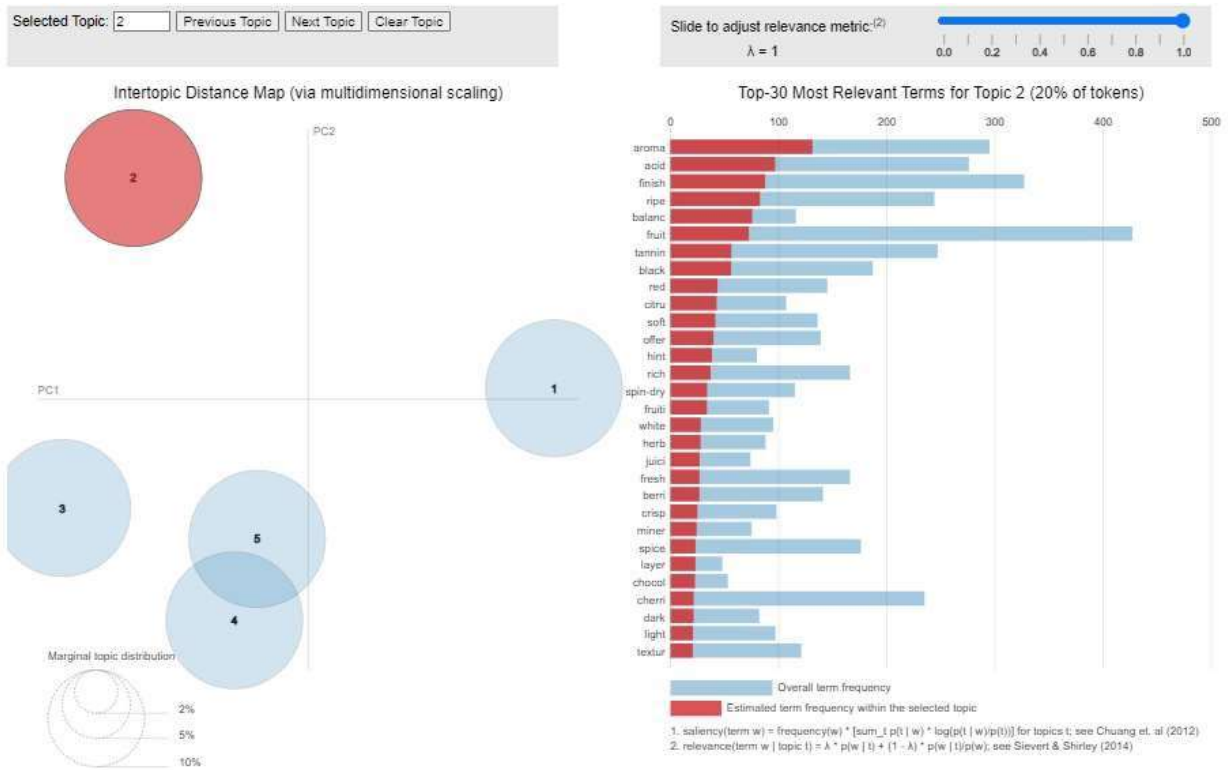 Selected Topic: 2 Previous Topic Next Topic Clear Topic
Slide to adjust relevance metric:(2)
λ = 1
0.0 0.2 0.4 0.6 0.8 1.0
Intertopic Distance Map (via multidimensional scaling)
PC2
PC1
2
1
3
5
4
Marginal topic distribution
2%
5%
10%
Top-30 Most Relevant Terms for Topic 2 (20% of tokens)
0 100 200 300 400 500
aroma
acid
finish
ripe
balanc
fruit
tannin
black
red
citru
soft
offer
hint
rich
spin-dry
fruiti
white
herb
juici
fresh
berri
crisp
miner
spice
layer
chocol
cherri
dark
light
textur
Overall term frequency
Estimated term frequency within the selected topic
1. saliency(term w) = frequency(w) * [sum_t p(t | w) * log(p(t | w)/p(t))] for topics t; see Chuang et. al (2012)
2. relevance(term w | topic t) = λ * p(w | t) + (1 - λ) * p(w | t)/p(w); see Sievert & Shirley (2014)